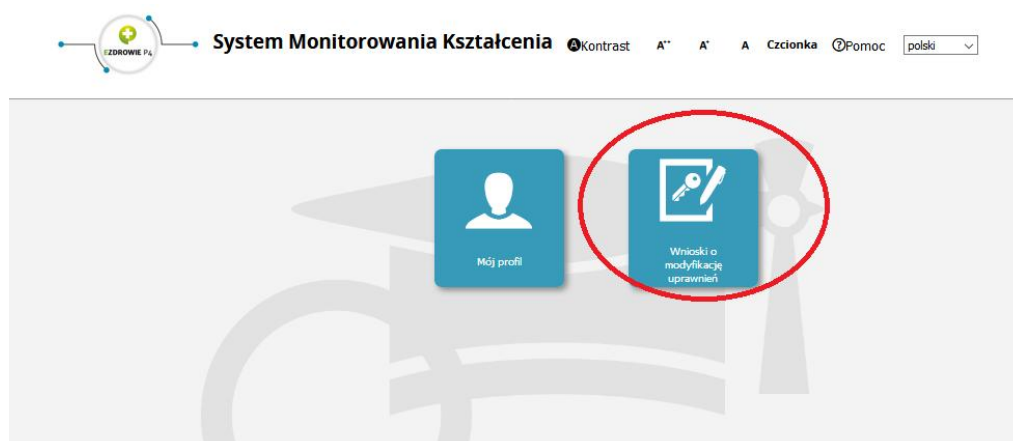 EZDROWIE P4
System Monitorowania Kształcenia
A Kontrast A++ A+ A Czcionka ?Pomoc polski
Mój profil
Wnioski o
modyfikację
uprawnień